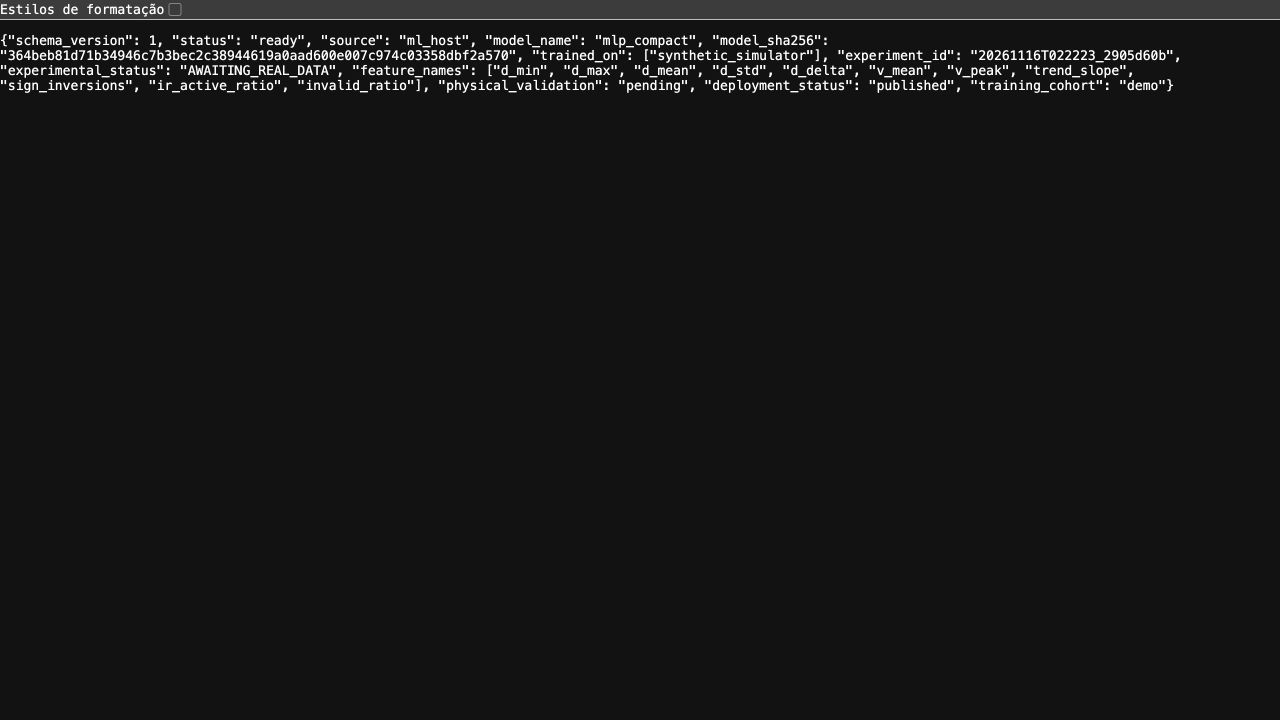 Estilos de formatação
{"schema_version": 1, "status": "ready", "source": "ml_host", "model_name": "mlp_compact", "model_sha256":
"364beb81d71b34946c7b3bec2c38944619a0aad600e007c974c03358dbf2a570", "trained_on": ["synthetic_simulator"], "experiment_id": "20261116T022223_2905d60b",
"experimental_status": "AWAITING_REAL_DATA", "feature_names": ["d_min", "d_max", "d_mean", "d_std", "d_delta", "v_mean", "v_peak", "trend_slope",
"sign_inversions", "ir_active_ratio", "invalid_ratio"], "physical_validation": "pending", "deployment_status": "published", "training_cohort": "demo"}